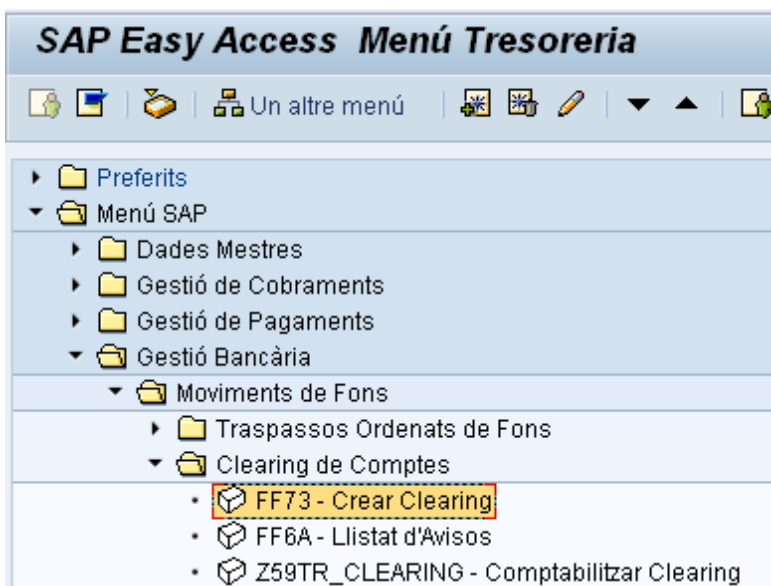 SAP Easy Access Menú Tresoreria
Un altre menú
Preferits
Menú SAP
Dades Mestres
Gestió de Cobraments
Gestió de Pagaments
Gestió Bancària
Moviments de Fons
Traspassos Ordenats de Fons
Clearing de Comptes
FF73 - Crear Clearing
FF6A - Llistat d'Avisos
Z59TR_CLEARING - Comptabilitzar Clearing